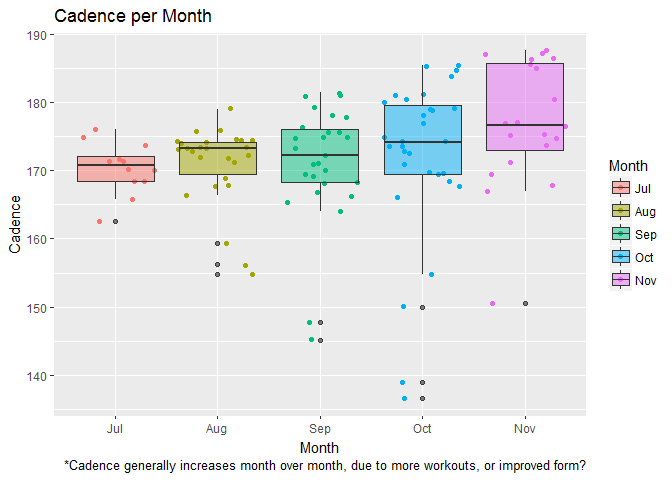 Cadence per Month
190
180
170
160
150
140
Cadence
Jul
Aug
Sep
Oct
Nov
Month
*Cadence generally increases month over month, due to more workouts, or improved form?
Month
Jul
Aug
Sep
Oct
Nov